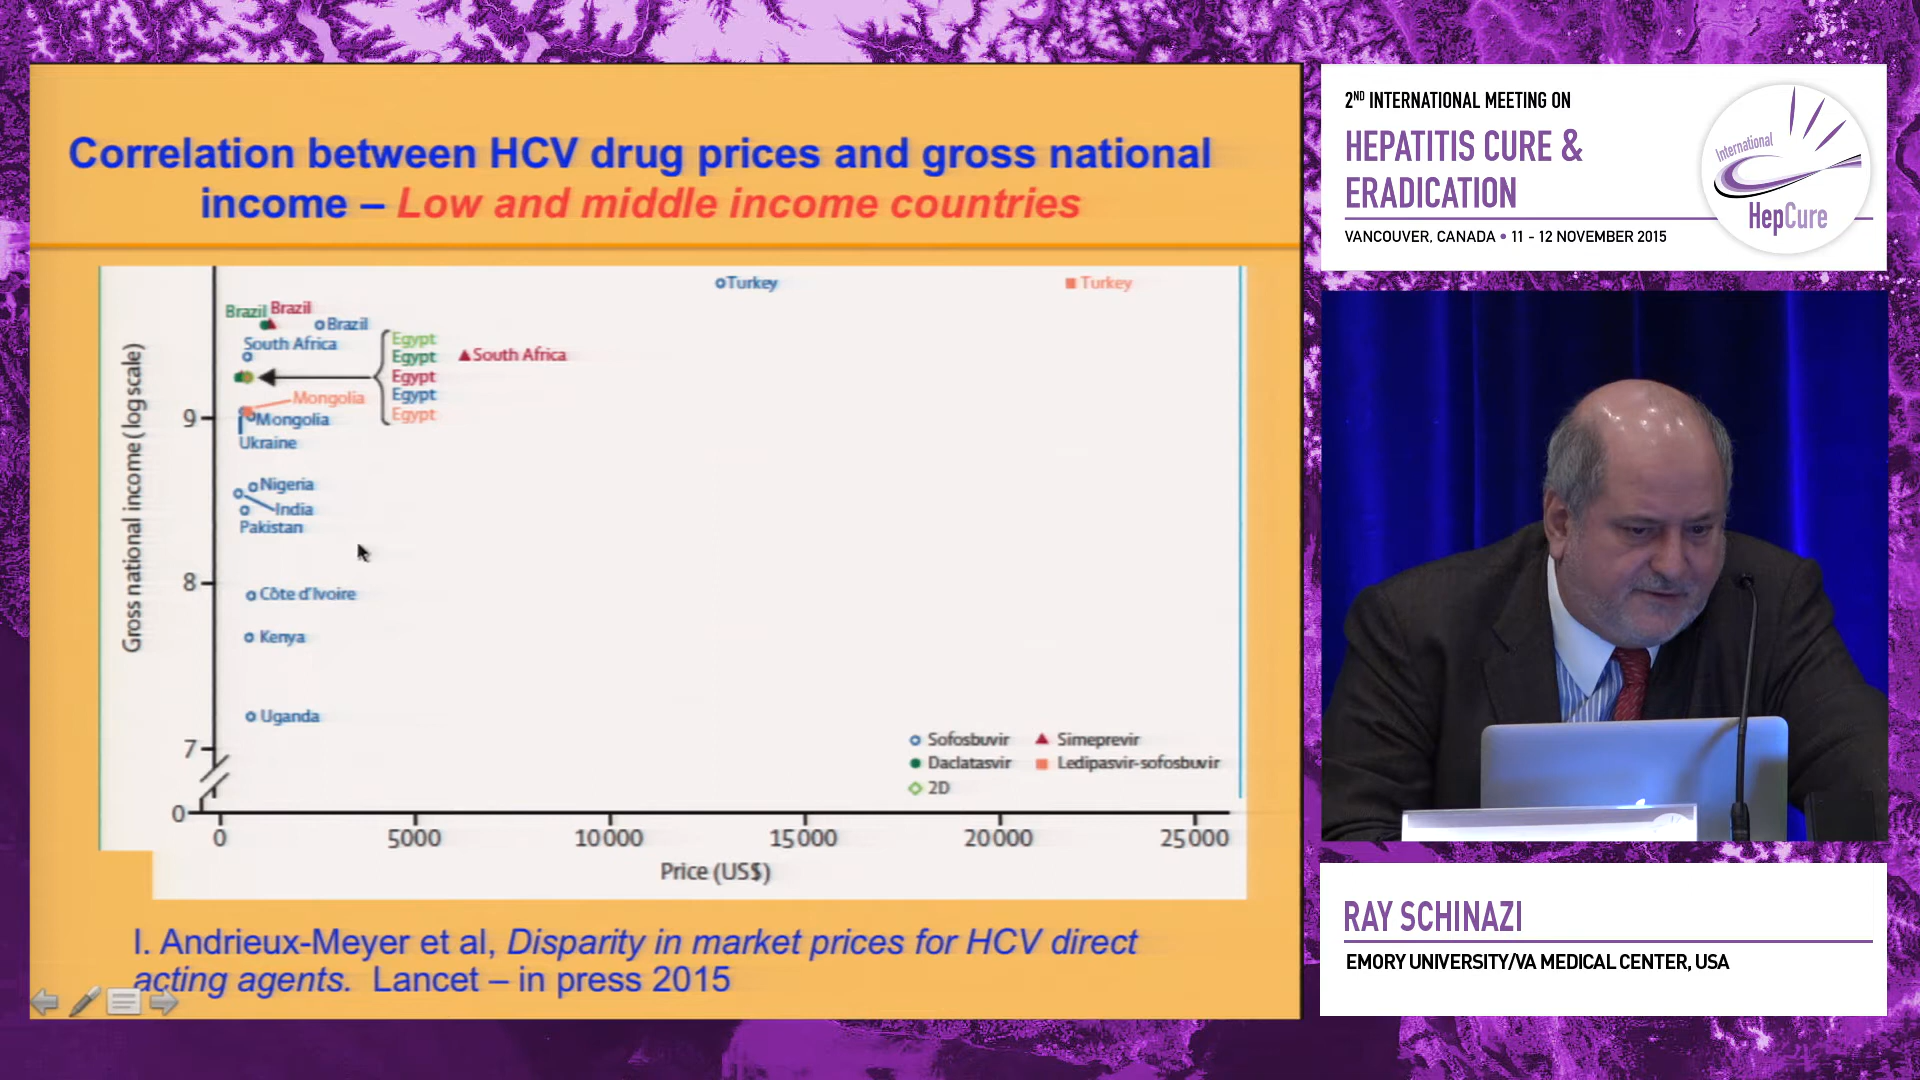 Correlation between HCV drug prices and gross national
income – Low and middle income countries
Turkey
Turkey
Brazil
Brazil
Brazil
South Africa
Egypt
Egypt
South Africa
Egypt
Egypt
Egypt
Mongolia
Mongolia
Ukraine
Nigeria
India
Pakistan
Côte d'Ivoire
Kenya
Uganda
Gross national income (log scale)
9
8
7
0
Sofosbuvir
Simeprevir
Daclatasvir
Ledipasvir-sofosbuvir
2D
0
5000
10000
15000
20000
25000
Price (US$)
I. Andrieux-Meyer et al, Disparity in market prices for HCV direct
acting agents. Lancet – in press 2015
2ND INTERNATIONAL MEETING ON
HEPATITIS CURE &
ERADICATION
VANCOUVER, CANADA • 11 - 12 NOVEMBER 2015
International
HepCure
RAY SCHINAZI
EMORY UNIVERSITY/VA MEDICAL CENTER, USA